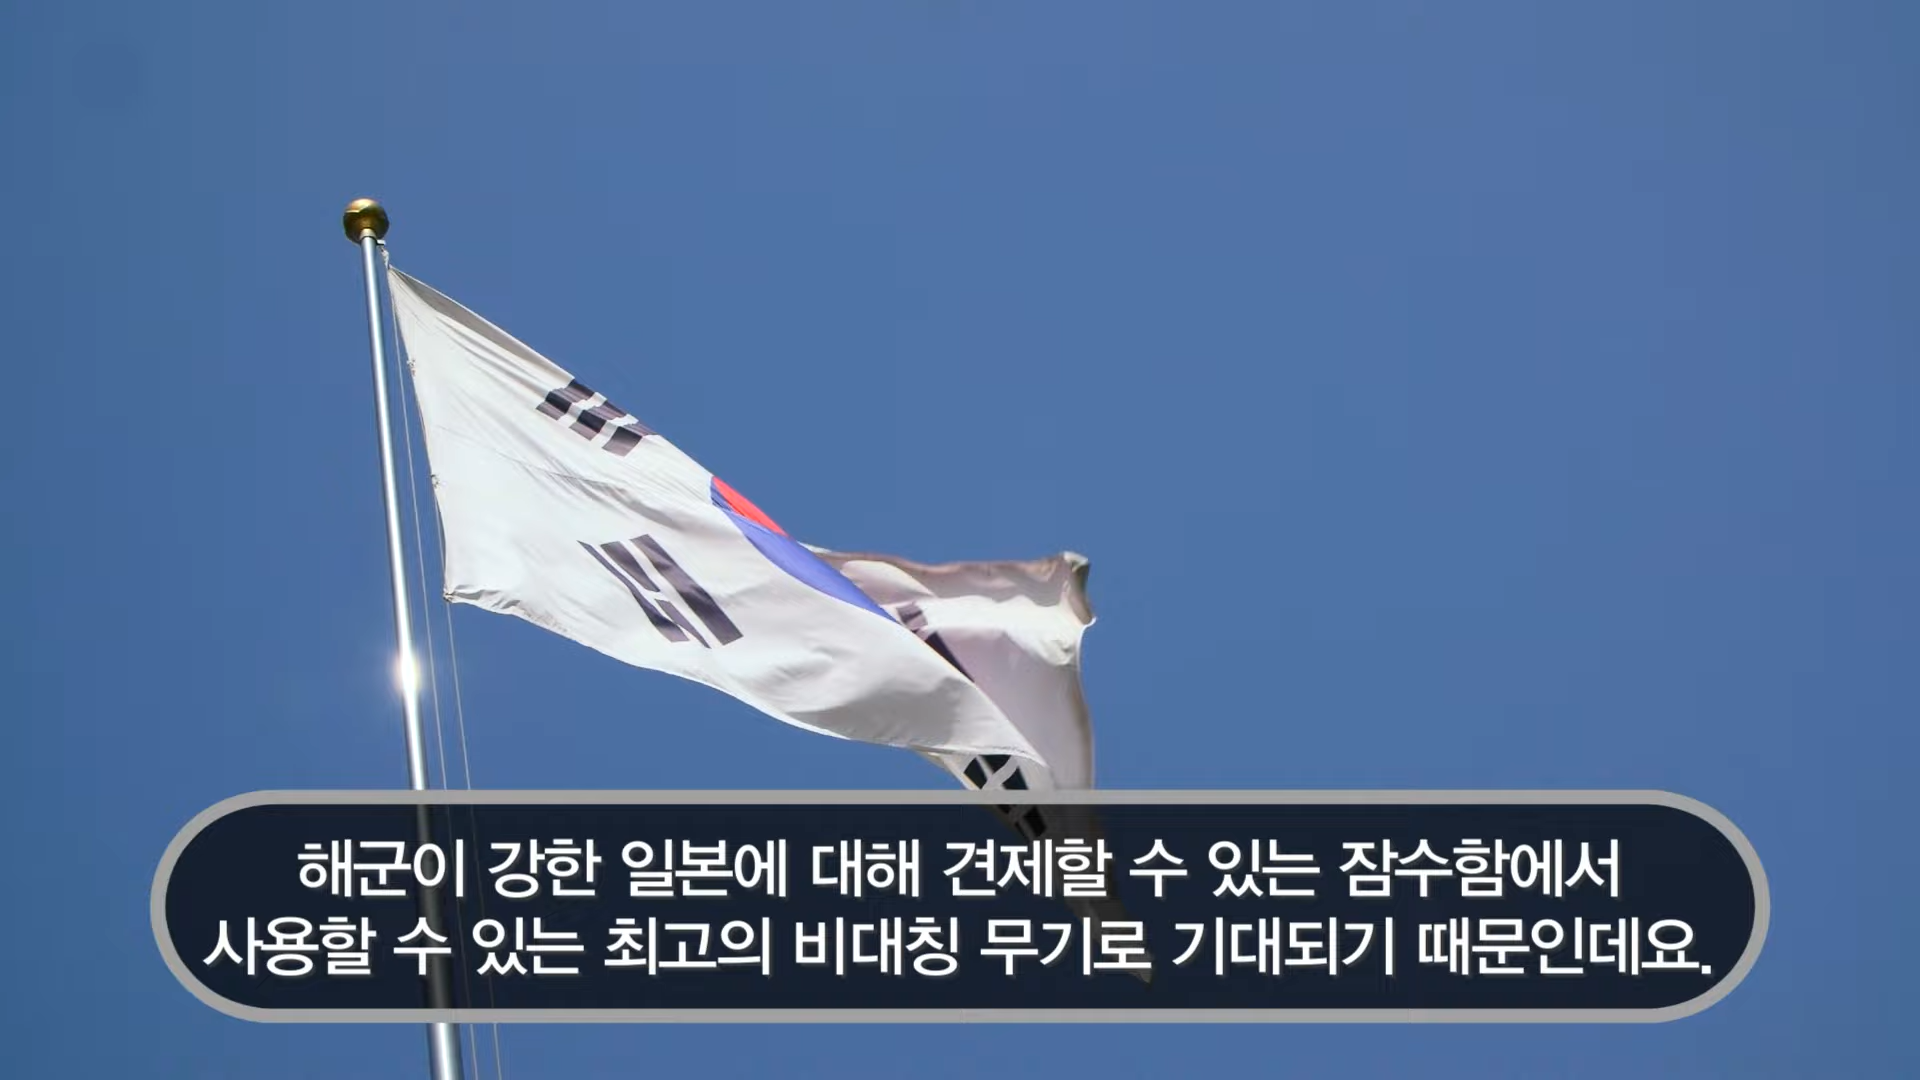 해군이 강한 일본에 대해 견제할 수 있는 잠수함에서
사용할 수 있는 최고의 비대칭 무기로 기대되기 때문인데요.